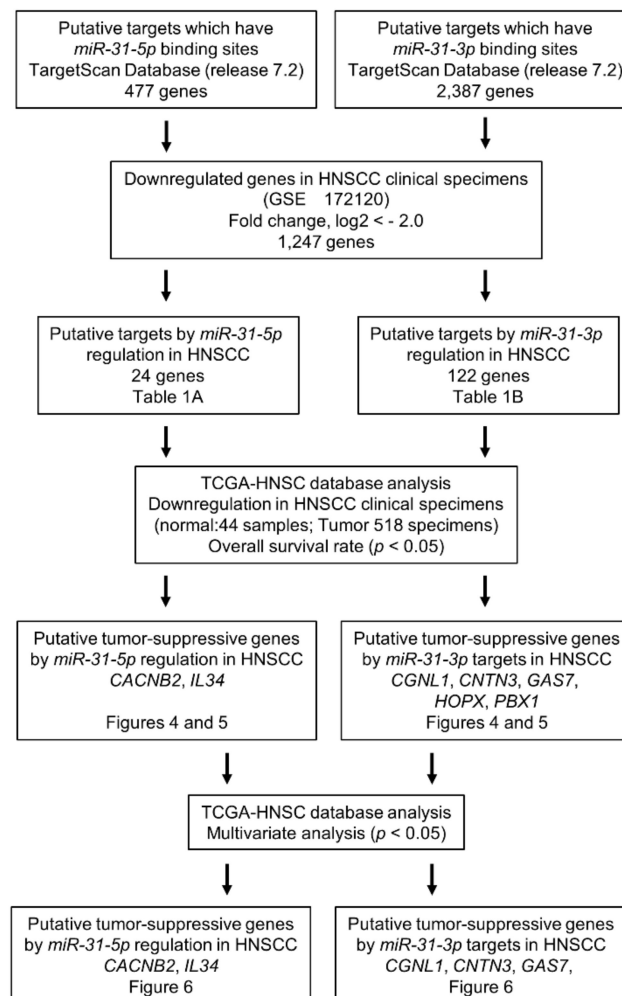 Putative targets which have
miR-31-5p binding sites
TargetScan Database (release 7.2)
477 genes
Putative targets which have
miR-31-3p binding sites
TargetScan Database (release 7.2)
2,387 genes
Downregulated genes in HNSCC clinical specimens
(GSE 172120)
Fold change, log2 < - 2.0
1,247 genes
Putative targets by miR-31-5p
regulation in HNSCC
24 genes
Table 1A
Putative targets by miR-31-3p
regulation in HNSCC
122 genes
Table 1B
TCGA-HNSC database analysis
Downregulation in HNSCC clinical specimens
(normal:44 samples; Tumor 518 specimens)
Overall survival rate (p < 0.05)
Putative tumor-suppressive genes
by miR-31-5p regulation in HNSCC
CACNB2, IL34
Figures 4 and 5
Putative tumor-suppressive genes
by miR-31-3p targets in HNSCC
CGNL1, CNTN3, GAS7,
HOPX, PBX1
Figures 4 and 5
TCGA-HNSC database analysis
Multivariate analysis (p < 0.05)
Putative tumor-suppressive genes
by miR-31-5p regulation in HNSCC
CACNB2, IL34
Figure 6
Putative tumor-suppressive genes
by miR-31-3p targets in HNSCC
CGNL1, CNTN3, GAS7,
Figure 6